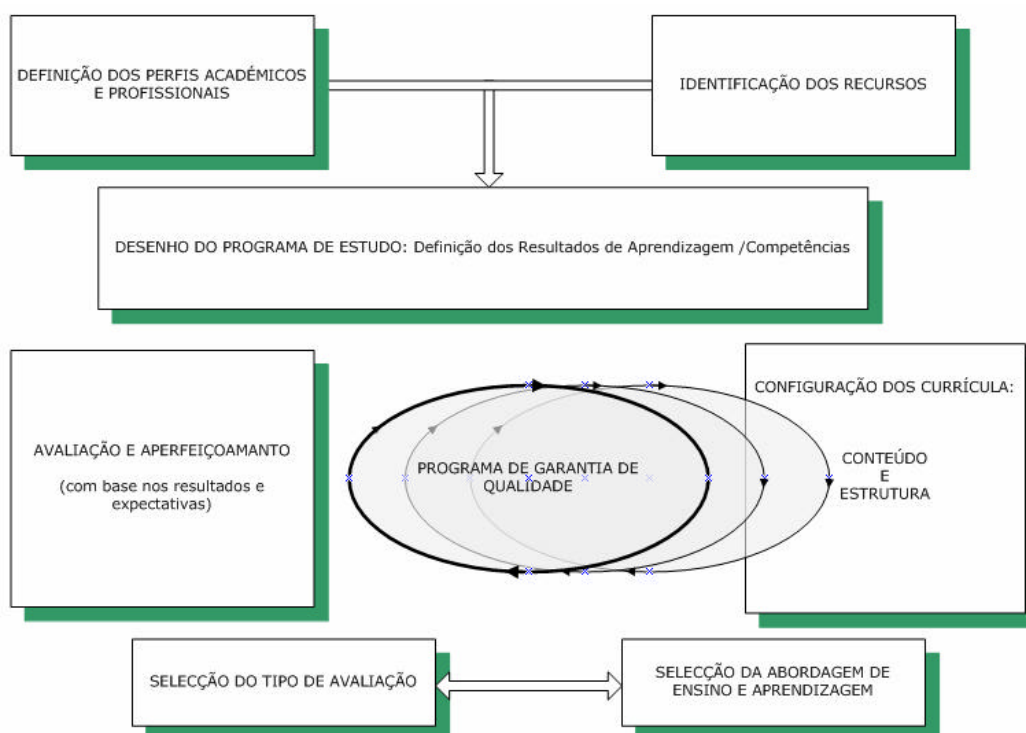 DEFINIÇÃO DOS PERFIS ACADÉMICOS
E PROFISSIONAIS
IDENTIFICAÇÃO DOS RECURSOS
DESENHO DO PROGRAMA DE ESTUDO: Definição dos Resultados de Aprendizagem /Competências
AVALIAÇÃO E APERFEIÇOAMANTO
(com base nos resultados e
expectativas)
PROGRAMA DE GARANTIA DE
QUALIDADE
CONFIGURAÇÃO DOS CURRÍCULA:
CONTEÚDO
E
ESTRUTURA
SELECÇÃO DO TIPO DE AVALIAÇÃO
SELECÇÃO DA ABORDAGEM DE
ENSINO E APRENDIZAGEM